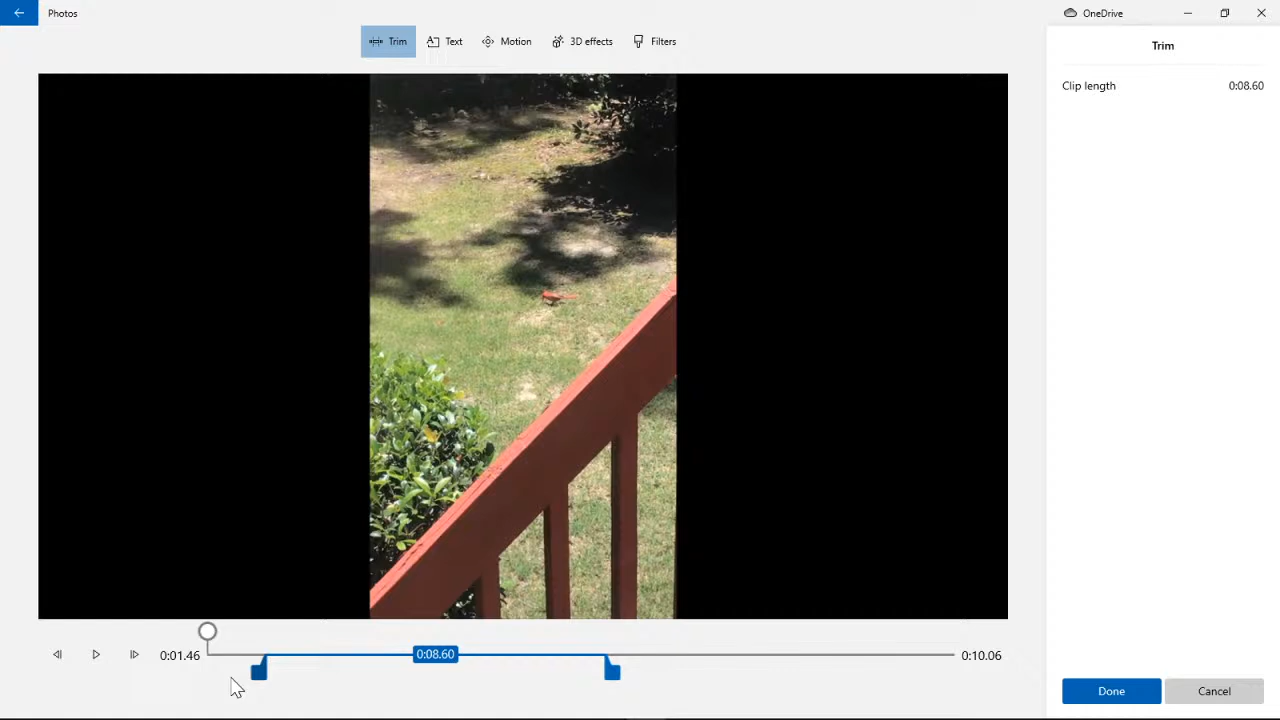 Photos
OneDrive
Trim
Text
Motion
3D effects
Filters
Trim
Clip length
0:08.60
0:01.46
0:08.60
0:10.06
Done
Cancel